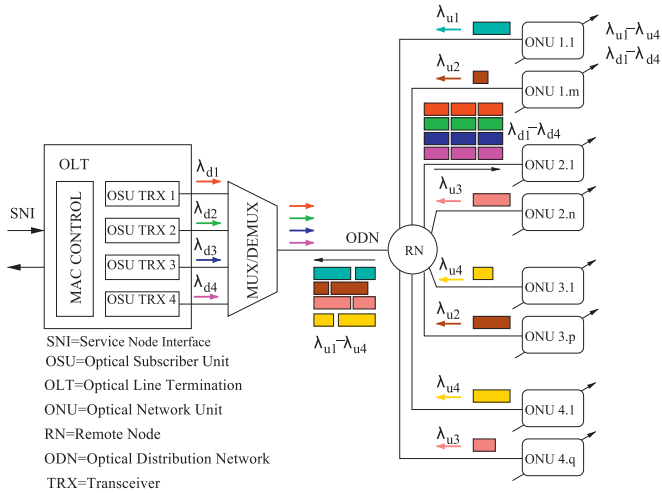 λu1
ONU 1.1
λu1–λu4
λd1–λd4
λu2
ONU 1.m
λd1–λd4
ONU 2.1
λu3
ONU 2.n
OLT
SNI
MAC CONTROL
OSU TRX 1
OSU TRX 2
OSU TRX 3
OSU TRX 4
λd1
λd2
λd3
λd4
MUX/DEMUX
ODN
RN
λu1–λu4
λu4
ONU 3.1
λu2
ONU 3.p
λu4
ONU 4.1
λu3
ONU 4.q
SNI=Service Node Interface
OSU=Optical Subscriber Unit
OLT=Optical Line Termination
ONU=Optical Network Unit
RN=Remote Node
ODN=Optical Distribution Network
TRX=Transceiver